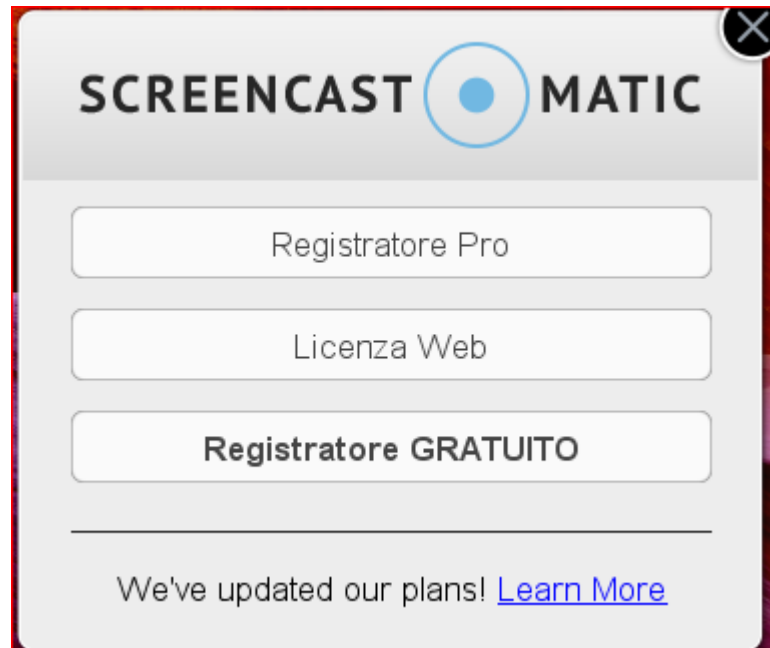 SCREENCAST MATIC
Registratore Pro
Licenza Web
Registratore GRATUITO
We've updated our plans! Learn More